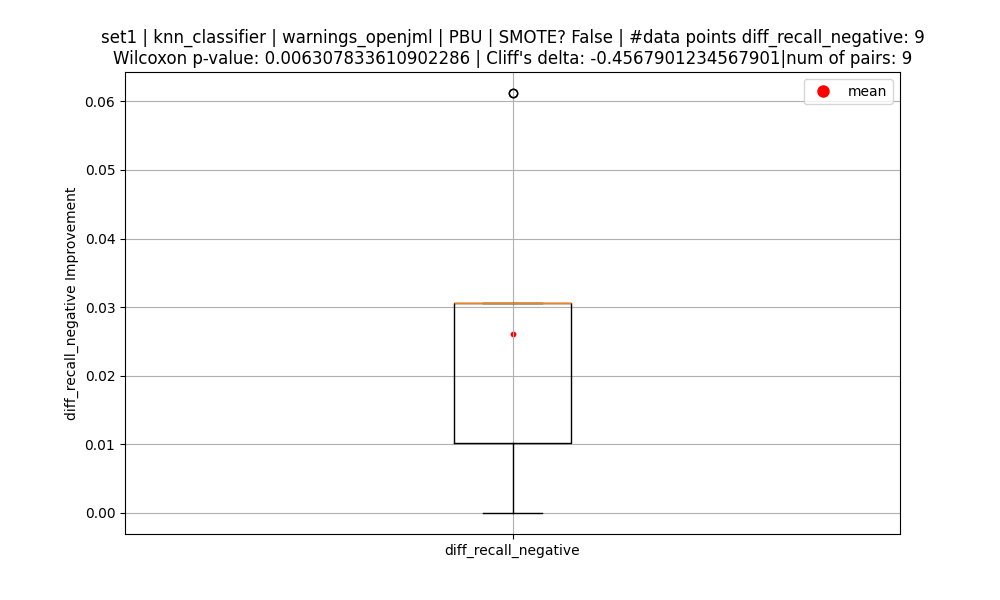 set1 | knn_classifier | warnings_openjml | PBU | SMOTE? False | #data points diff_recall_negative: 9
Wilcoxon p-value: 0.006307833610902286 | Cliff's delta: -0.4567901234567901|num of pairs: 9
mean
0.06
0.05
0.04
0.03
0.02
0.01
0.00
diff_recall_negative Improvement
diff_recall_negative